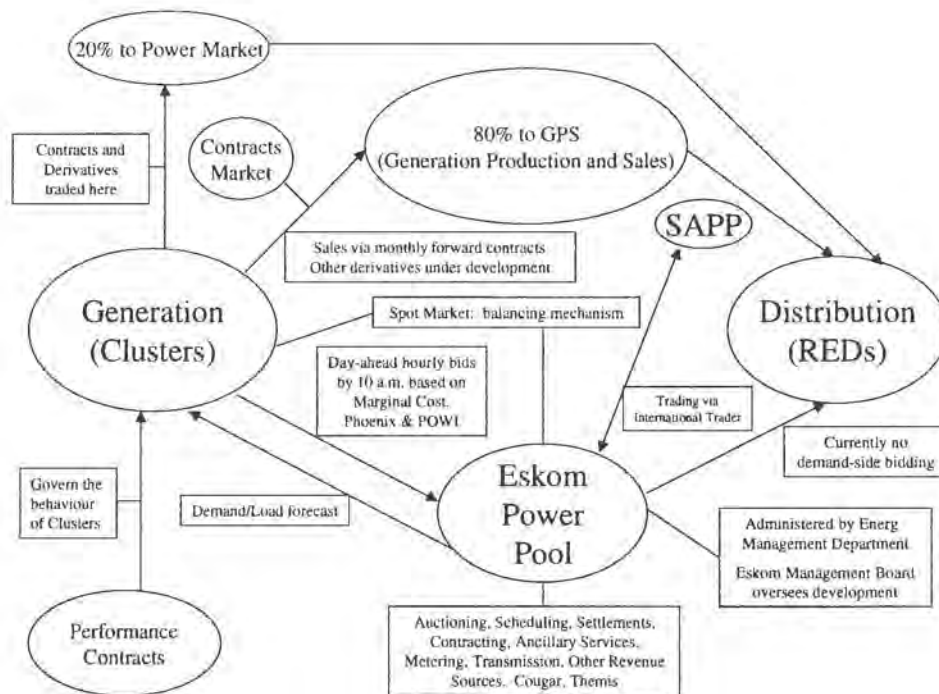 20% to Power Market
Contracts and
Derivatives
traded here
Contracts
Market
80% to GPS
(Generation Production and Sales)
SAPP
Sales via monthly forward contracts
Other derivatives under development
Generation
(Clusters)
Spot Market: balancing mechanism
Distribution
(REDs)
Day-ahead hourly bids
by 10 a.m. based on
Marginal Cost.
Phoenix & POWL
Trading via
International Trader
Currently no
demand-side bidding
Govern the
behaviour
of Clusters
Demand/Load forecast
Eskom
Power
Pool
Administered by Energ
Management Department
Eskom Management Board
oversees development
Performance
Contracts
Auctioning, Scheduling, Settlements,
Contracting, Ancillary Services,
Metering, Transmission, Other Revenue
Sources. Cougar, Themis